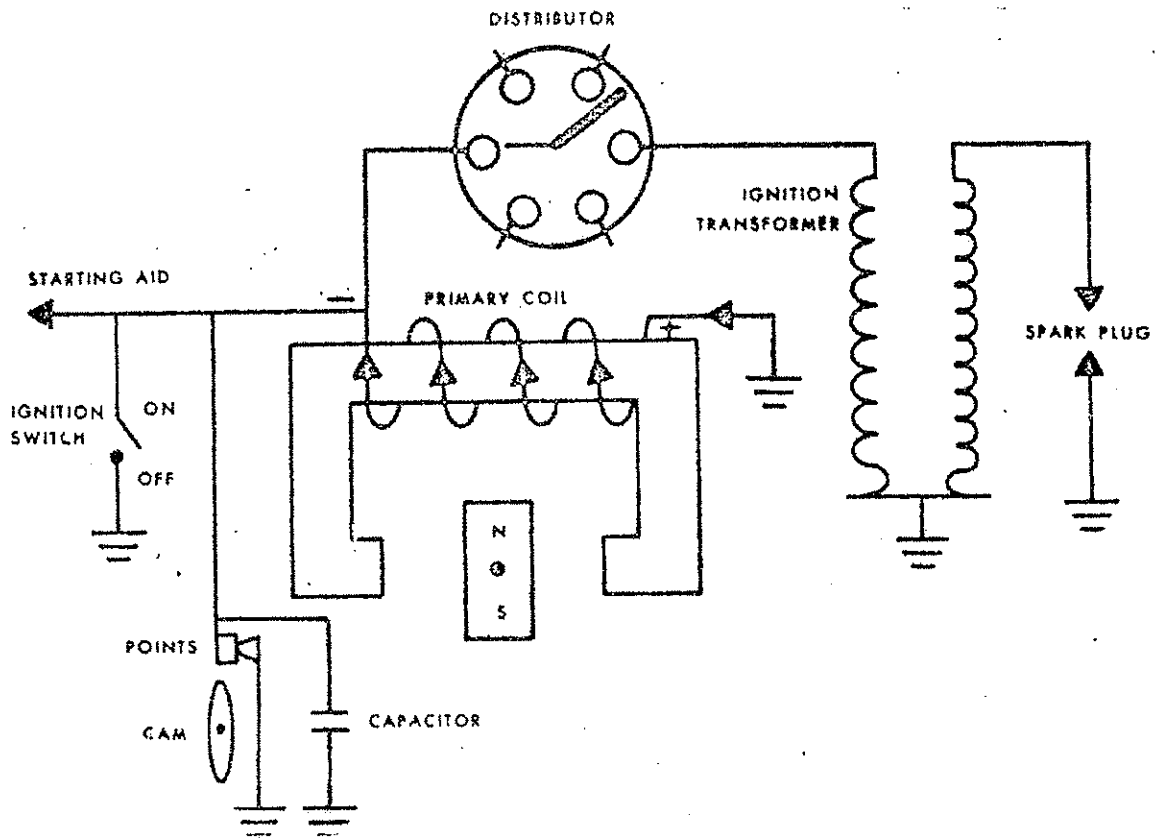 DISTRIBUTOR
IGNITION
TRANSFORMER
STARTING AID
−
PRIMARY COIL
+
SPARK PLUG
IGNITION
SWITCH
ON
OFF
N
S
POINTS
CAM
CAPACITOR